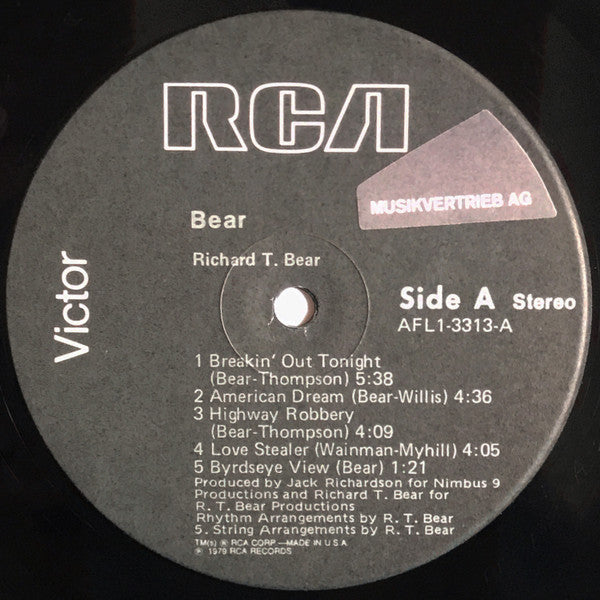 RCA
MUSIKVERTRIEB AG
Victor
Bear
Richard T. Bear
Side A Stereo
AFL1-3313-A
1 Breakin' Out Tonight
(Bear-Thompson) 5:38
2 American Dream (Bear-Willis) 4:36
3 Highway Robbery
(Bear-Thompson) 4:09
4 Love Stealer (Wainman-Myhill) 4:05
5 Byrdseye View (Bear) 1:21
Produced by Jack Richardson for Nimbus 9
Productions and Richard T. Bear for
R. T. Bear Productions
Rhythm Arrangements by R. T. Bear
5. String Arrangements by R. T. Bear
TM(s) ® RCA CORP.—MADE IN U.S.A.
℗ 1979 RCA RECORDS